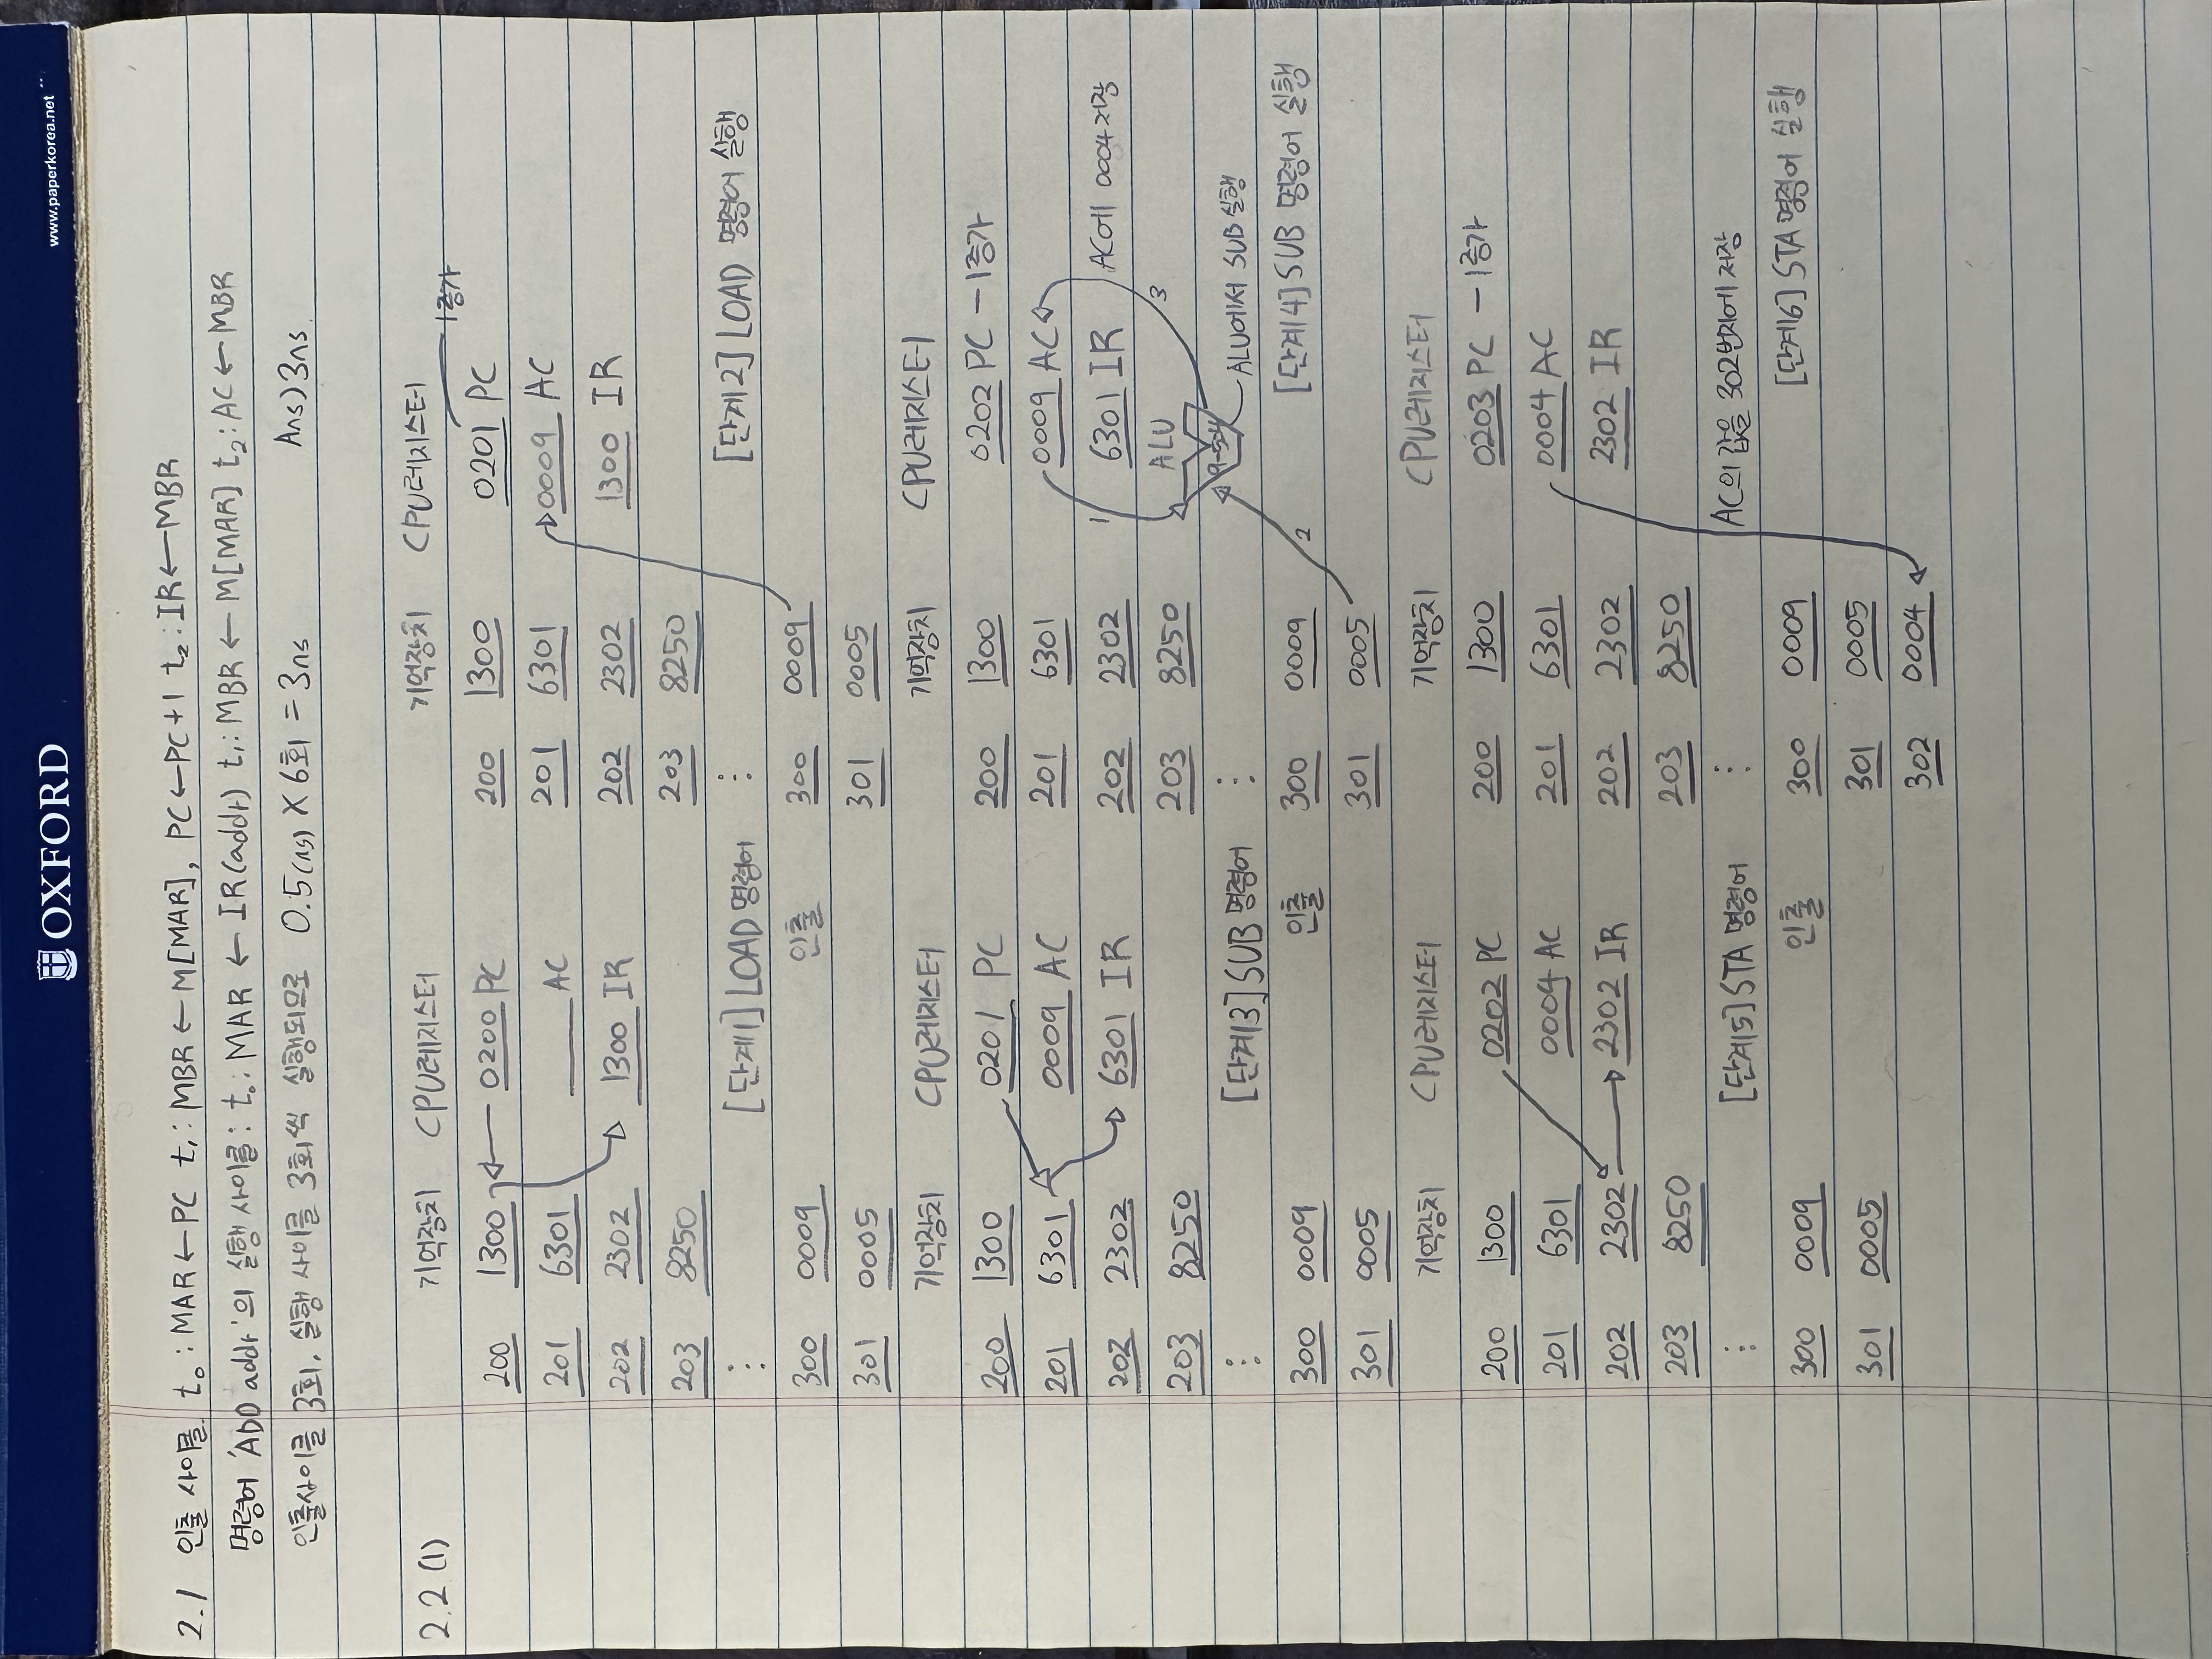 OXFORD
www.paperkorea.net
2.1 인출 사이클 t₀ : MAR ← PC t₁ : MBR ← M[MAR], PC ← PC+1 t₂ : IR ← MBR
명령어 'ADD addr'의 실행 사이클 : t₀ : MAR ← IR(addr) t₁ : MBR ← M[MAR] t₂ : AC ← MBR
인출사이클 3회, 실행 사이클 3회씩 실행되므로 0.5(ns) X 6회 = 3ns Ans) 3ns.
2.2 (1) 기억장치 CPU레지스터 기억장치 CPU레지스터
1증가
200 1300 0200 PC 200 1300 0201 PC
201 6301 AC 201 6301 0009 AC
202 2302 1300 IR 202 2302 1300 IR
203 8250 203 8250
⋮ [단계1] LOAD 명령어 ⋮ [단계2] LOAD 명령어 실행
300 0009 인출 300 0009
301 0005 301 0005
기억장치 CPU레지스터 기억장치 CPU레지스터
200 1300 0201 PC 200 1300 0202 PC - 1증가
201 6301 0009 AC 201 6301 0009 AC
202 2302 6301 IR 202 2302 1 6301 IR AC에 0004 저장
203 8250 203 8250 ALU 3
9-5=4
⋮ [단계3] SUB 명령어 ⋮ ALU에서 SUB 실행
300 0009 인출 300 0009 2 [단계4] SUB 명령어 실행
301 0005 301 0005
기억장치 CPU레지스터 기억장치 CPU레지스터
200 1300 0202 PC 200 1300 0203 PC - 1증가
201 6301 0004 AC 201 6301 0004 AC
202 2302 2302 IR 202 2302 2302 IR
203 8250 203 8250
⋮ [단계5] STA 명령어 ⋮ AC의 값을 302번지에 저장
300 0009 인출 300 0009 [단계6] STA 명령어 실행
301 0005 301 0005
302 0004